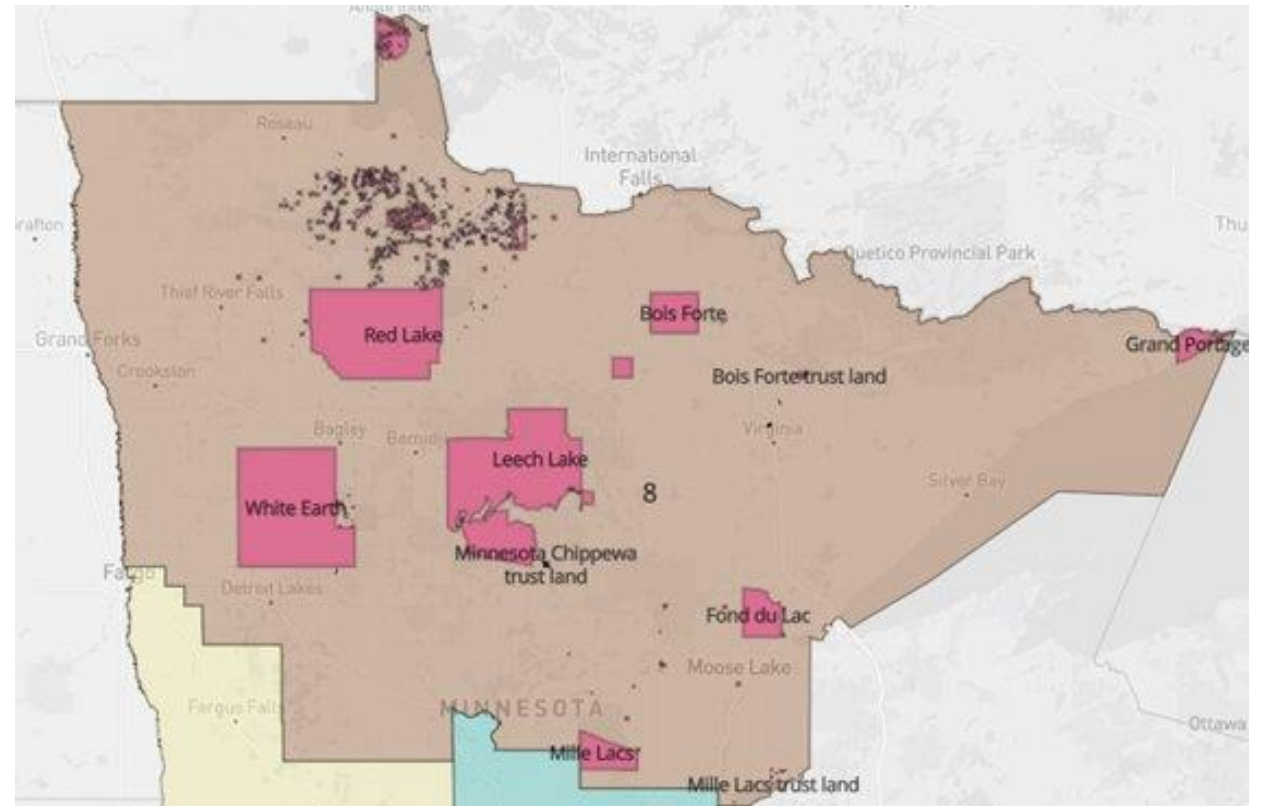 Angle Inlet
Roseau
International
Falls
Grafton
Thu
Quetico Provincial Park
Thief River Falls
Bois Forte
Red Lake
Grand Forks
Grand Portage
Crookston
Bois Forte trust land
Bagley
Bemidji
Virginia
Leech Lake
Silver Bay
8
White Earth
Minnesota Chippewa
trust land
Fargo
Detroit Lakes
Fond du Lac
Moose Lake
Fergus Falls
MINNESOTA
Ottawa
Mille Lacs
Mille Lacs trust land